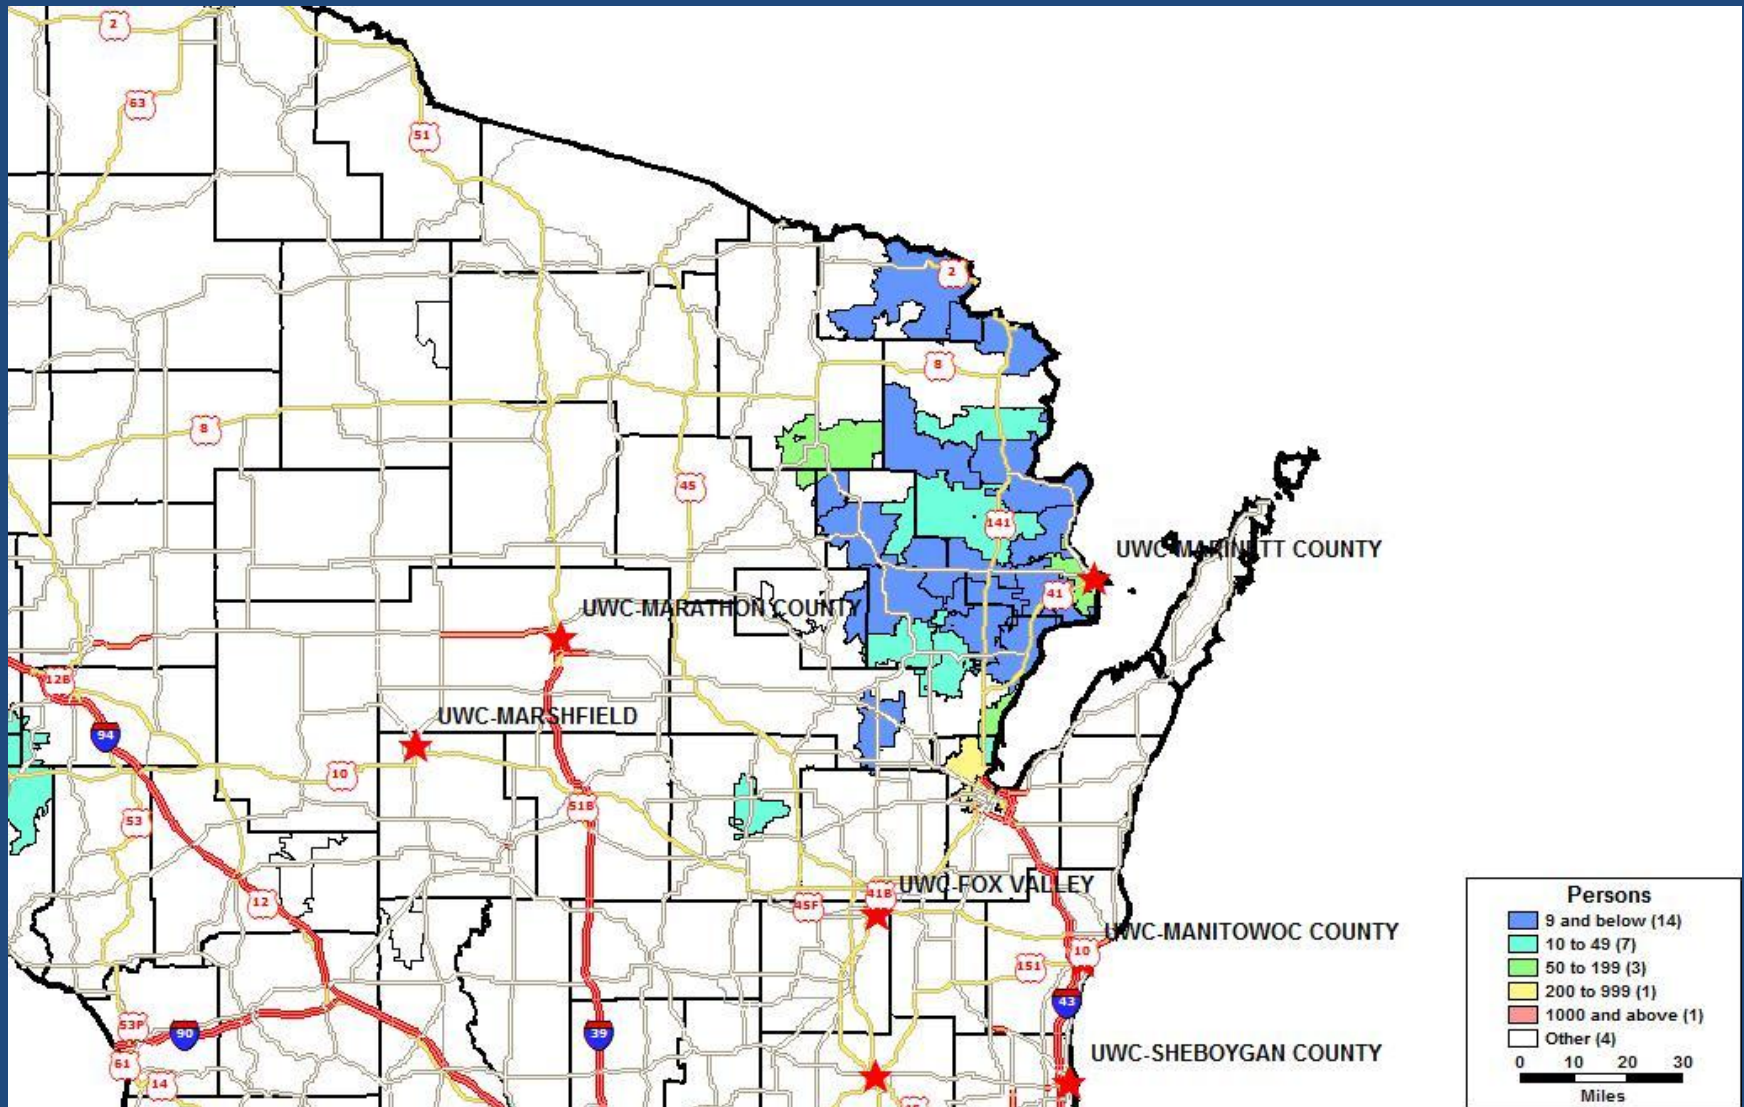 2
63
51
2
8
8
45
141
UWC-MARINETT COUNTY
41
UWC-MARATHON COUNTY
12B
UWC-MARSHFIELD
94
10
51B
53
41B
UWC-FOX VALLEY
45F
12
UWC-MANITOWOC COUNTY
10
151
43
53P
90
39
61
14
UWC-SHEBOYGAN COUNTY
Persons
9 and below (14)
10 to 49 (7)
50 to 199 (3)
200 to 999 (1)
1000 and above (1)
Other (4)
0 10 20 30
Miles